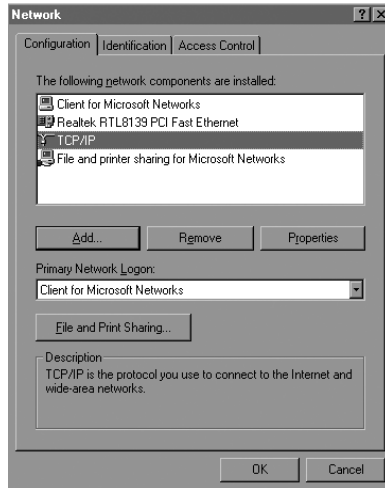 Network
Configuration Identification Access Control
The following network components are installed:
Client for Microsoft Networks
Realtek RTL8139 PCI Fast Ethernet
TCP/IP
File and printer sharing for Microsoft Networks
Add... Remove Properties
Primary Network Logon:
Client for Microsoft Networks
File and Print Sharing...
Description
TCP/IP is the protocol you use to connect to the Internet and
wide-area networks.
OK Cancel